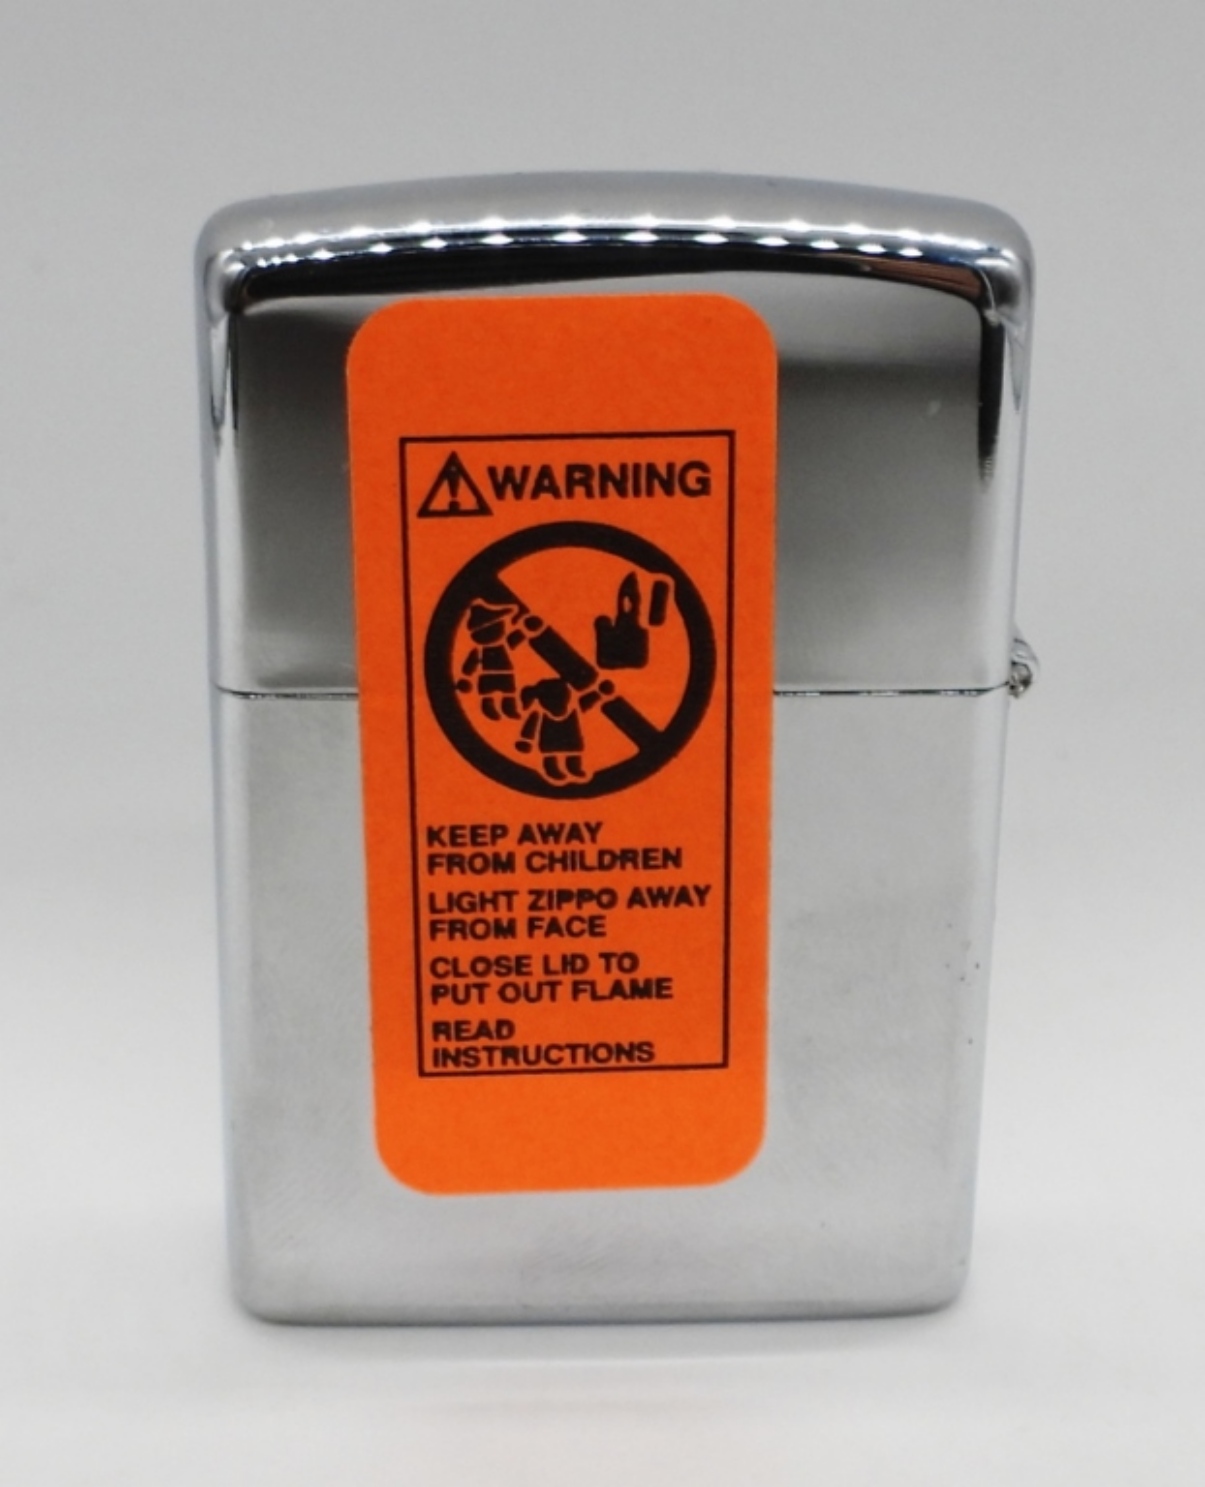 WARNING
KEEP AWAY
FROM CHILDREN
LIGHT ZIPPO AWAY
FROM FACE
CLOSE LID TO
PUT OUT FLAME
READ
INSTRUCTIONS